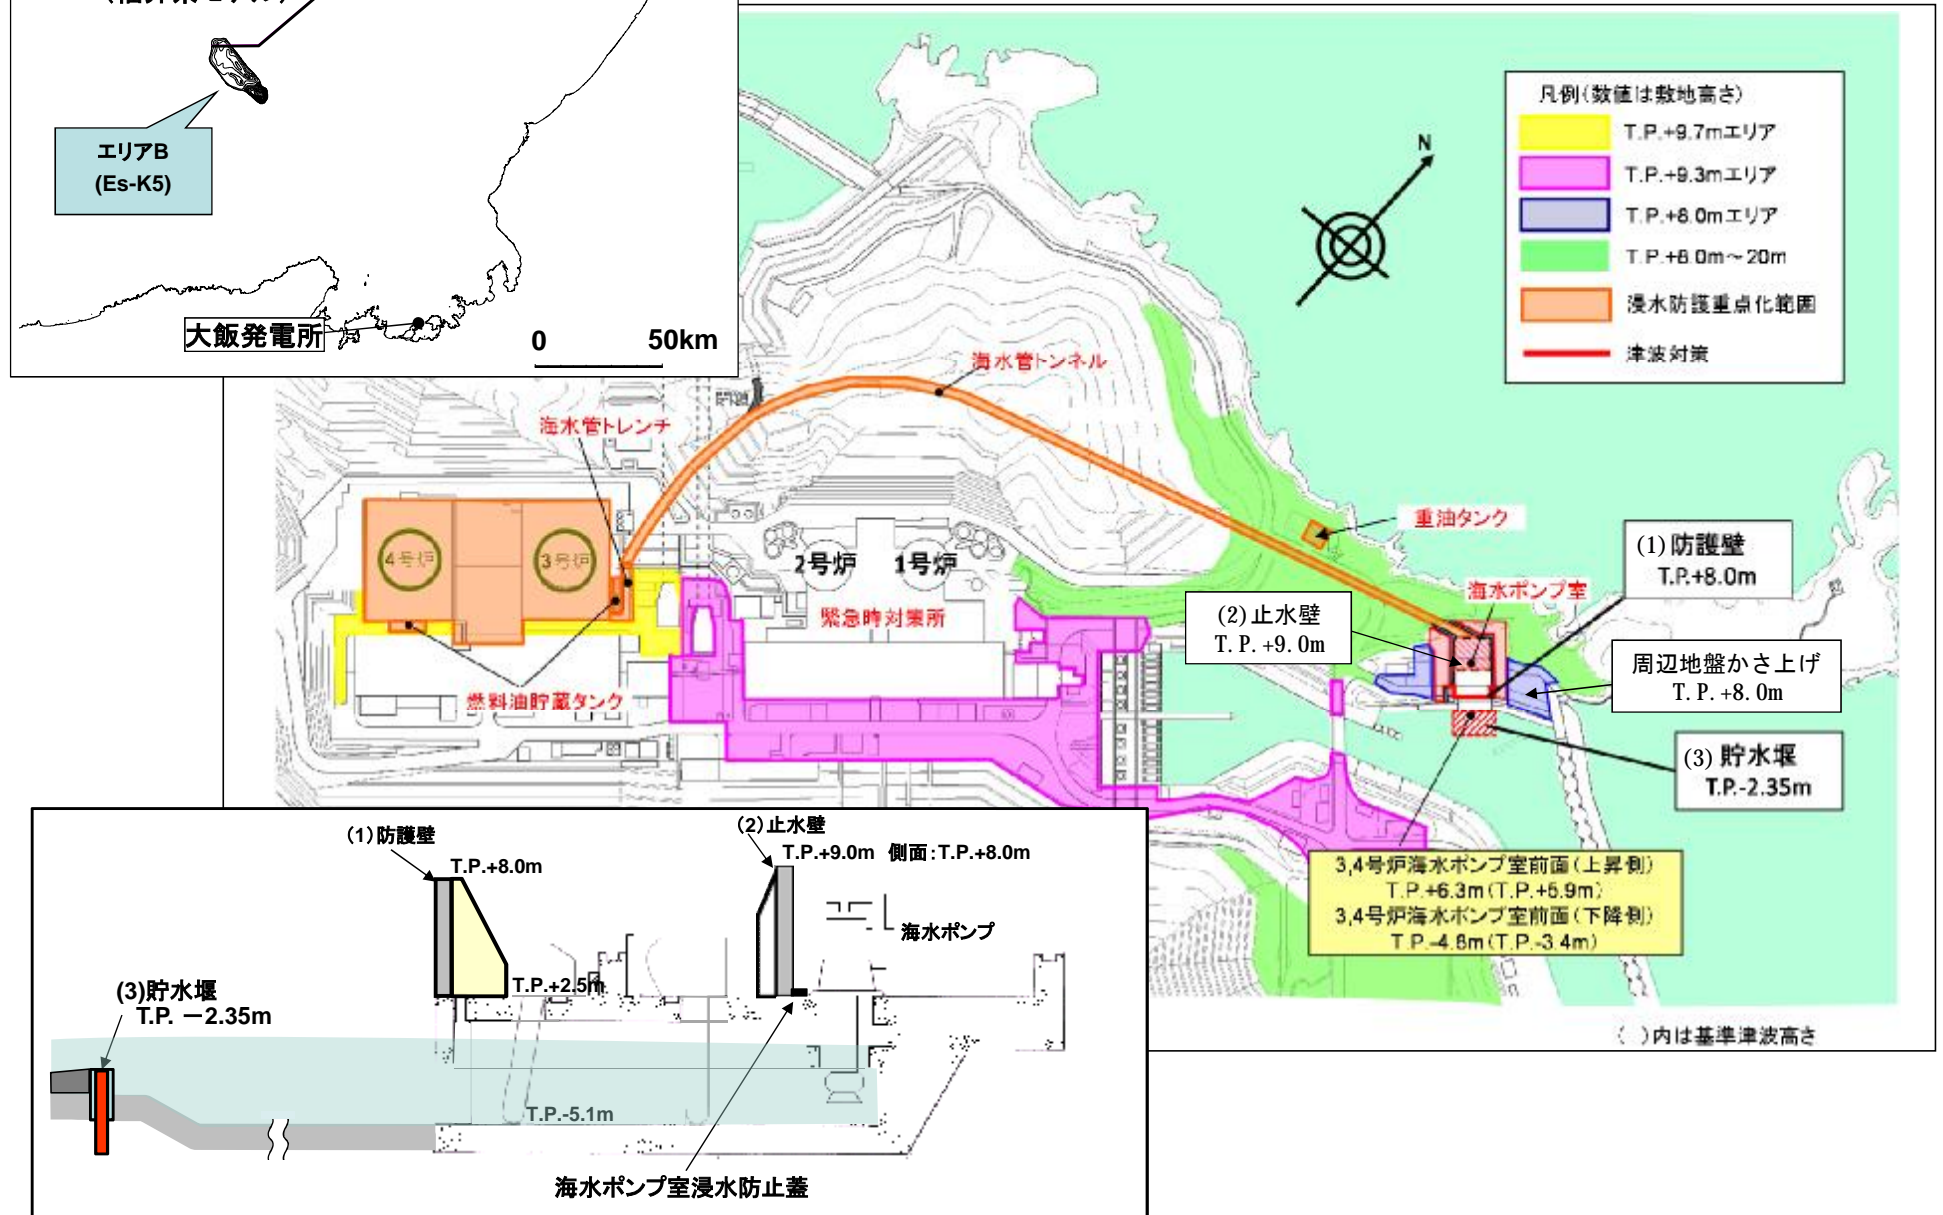 エリアB
(Es-K5)
大飯発電所
0 50km
凡例(数値は敷地高さ)
T.P.+9.7mエリア
T.P.+9.3mエリア
T.P.+8.0mエリア
T.P.+8.0m～20m
浸水防護重点化範囲
津波対策
N
海水管トンネル
海水管トレンチ
4号炉
3号炉
2号炉
1号炉
緊急時対策所
燃料油貯蔵タンク
重油タンク
海水ポンプ室
(1)防護壁
T.P.+8.0m
(2)止水壁
T.P.+9.0m
周辺地盤かさ上げ
T.P.+8.0m
(3)貯水堰
T.P.-2.35m
3,4号炉海水ポンプ室前面(上昇側)
T.P.+6.3m(T.P.+5.9m)
3,4号炉海水ポンプ室前面(下降側)
T.P.-4.8m(T.P.-3.4m)
( )内は基準津波高さ
(1)防護壁
T.P.+8.0m
(2)止水壁
T.P.+9.0m 側面:T.P.+8.0m
海水ポンプ
T.P.+2.5m
(3)貯水堰
T.P. －2.35m
T.P.-5.1m
海水ポンプ室浸水防止蓋